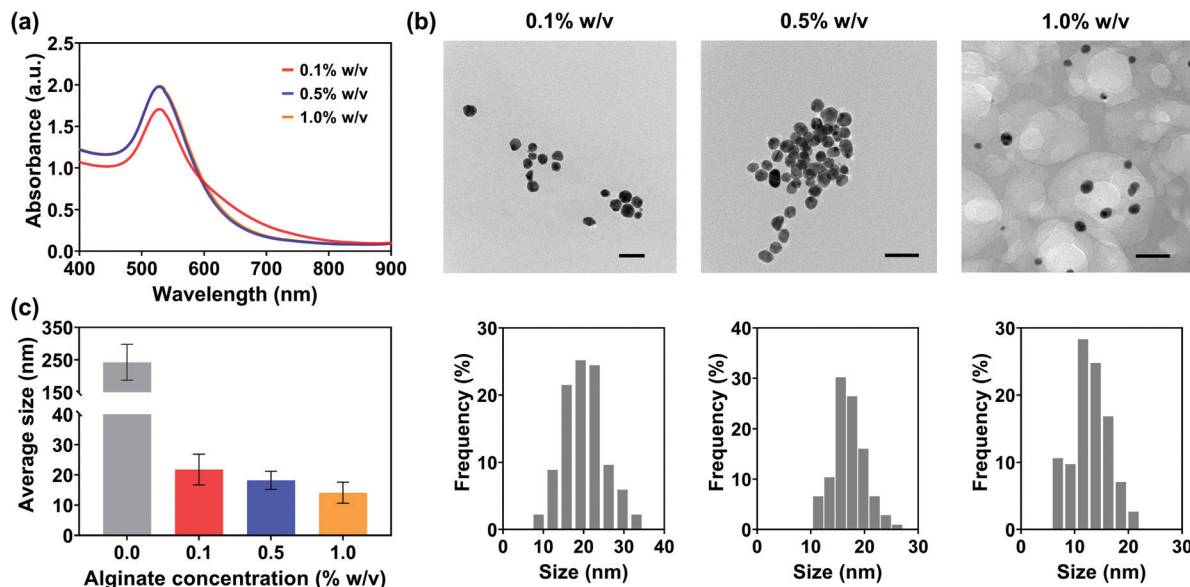 (a)
2.5
2.0
1.5
1.0
0.5
0.0
Absorbance (a.u.)
0.1% w/v
0.5% w/v
1.0% w/v
400 500 600 700 800 900
Wavelength (nm)
(b)
0.1% w/v 0.5% w/v 1.0% w/v
(c)
350
250
150
40
30
20
10
0
Average size (nm)
0.0 0.1 0.5 1.0
Alginate concentration (% w/v)
30
20
10
0
Frequency (%)
0 10 20 30 40
Size (nm)
40
30
20
10
0
Frequency (%)
0 10 20 30
Size (nm)
30
20
10
0
Frequency (%)
0 10 20 30
Size (nm)